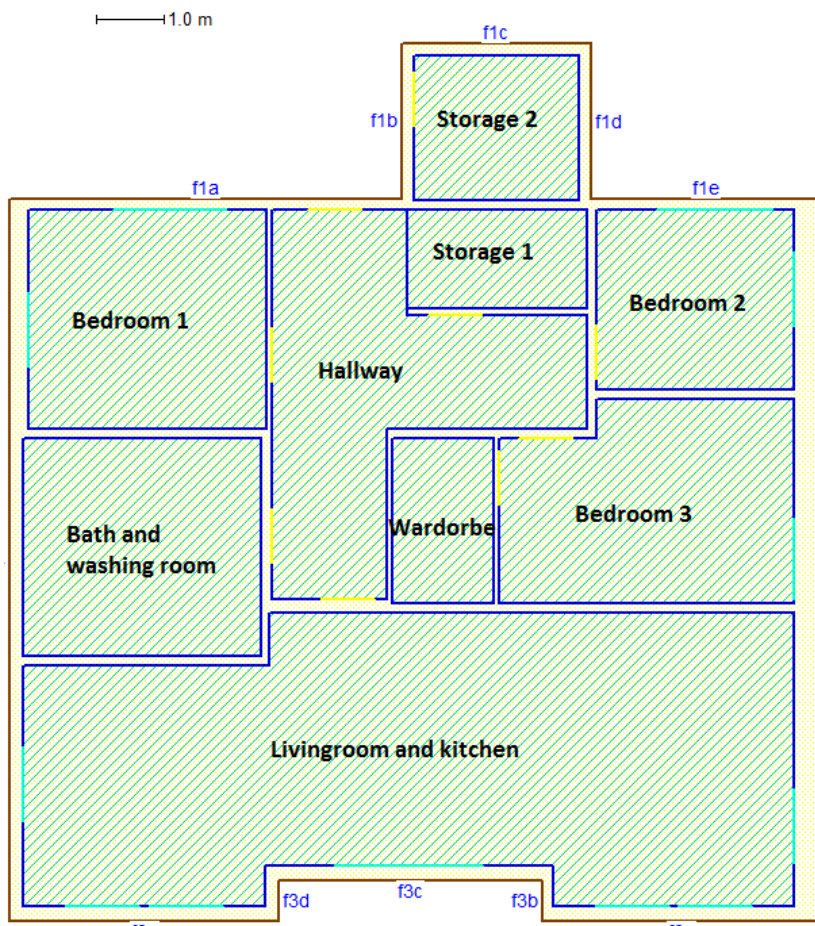 1.0 m
f1c
Storage 2
f1b
f1d
f1a
f1e
Storage 1
Bedroom 2
Bedroom 1
Hallway
Wardorbe
Bedroom 3
Bath and
washing room
Livingroom and kitchen
f3d
f3c
f3b